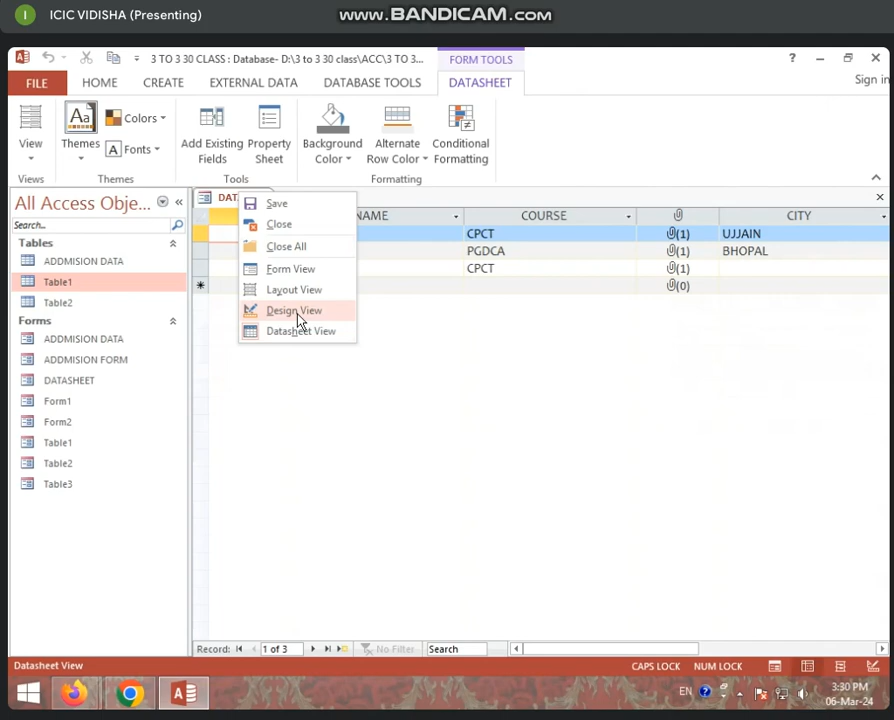 I ICIC VIDISHA (Presenting)
www.BANDICAM.com
3 TO 3 30 CLASS : Database- D:\3 to 3 30 class\ACC\3 TO 3...
FORM TOOLS
Sign in
FILE HOME CREATE EXTERNAL DATA DATABASE TOOLS DATASHEET
View
Themes
Aa
Colors
A Fonts
Add Existing Fields
Property Sheet
Background Color
Alternate Row Color
Conditional Formatting
Views Themes Tools Formatting
All Access Obje...
Search...
Tables
ADDMISION DATA
Table1
Table2
Forms
ADDMISION DATA
ADDMISION FORM
DATASHEET
Form1
Form2
Table1
Table2
Table3
Save
Close
Close All
Form View
Layout View
Design View
Datasheet View
COURSE CITY
CPCT (1) UJJAIN
PGDCA (1) BHOPAL
CPCT (1)
(0)
Record: 1 of 3 No Filter Search
Datasheet View CAPS LOCK NUM LOCK
EN 3:30 PM
06-Mar-24